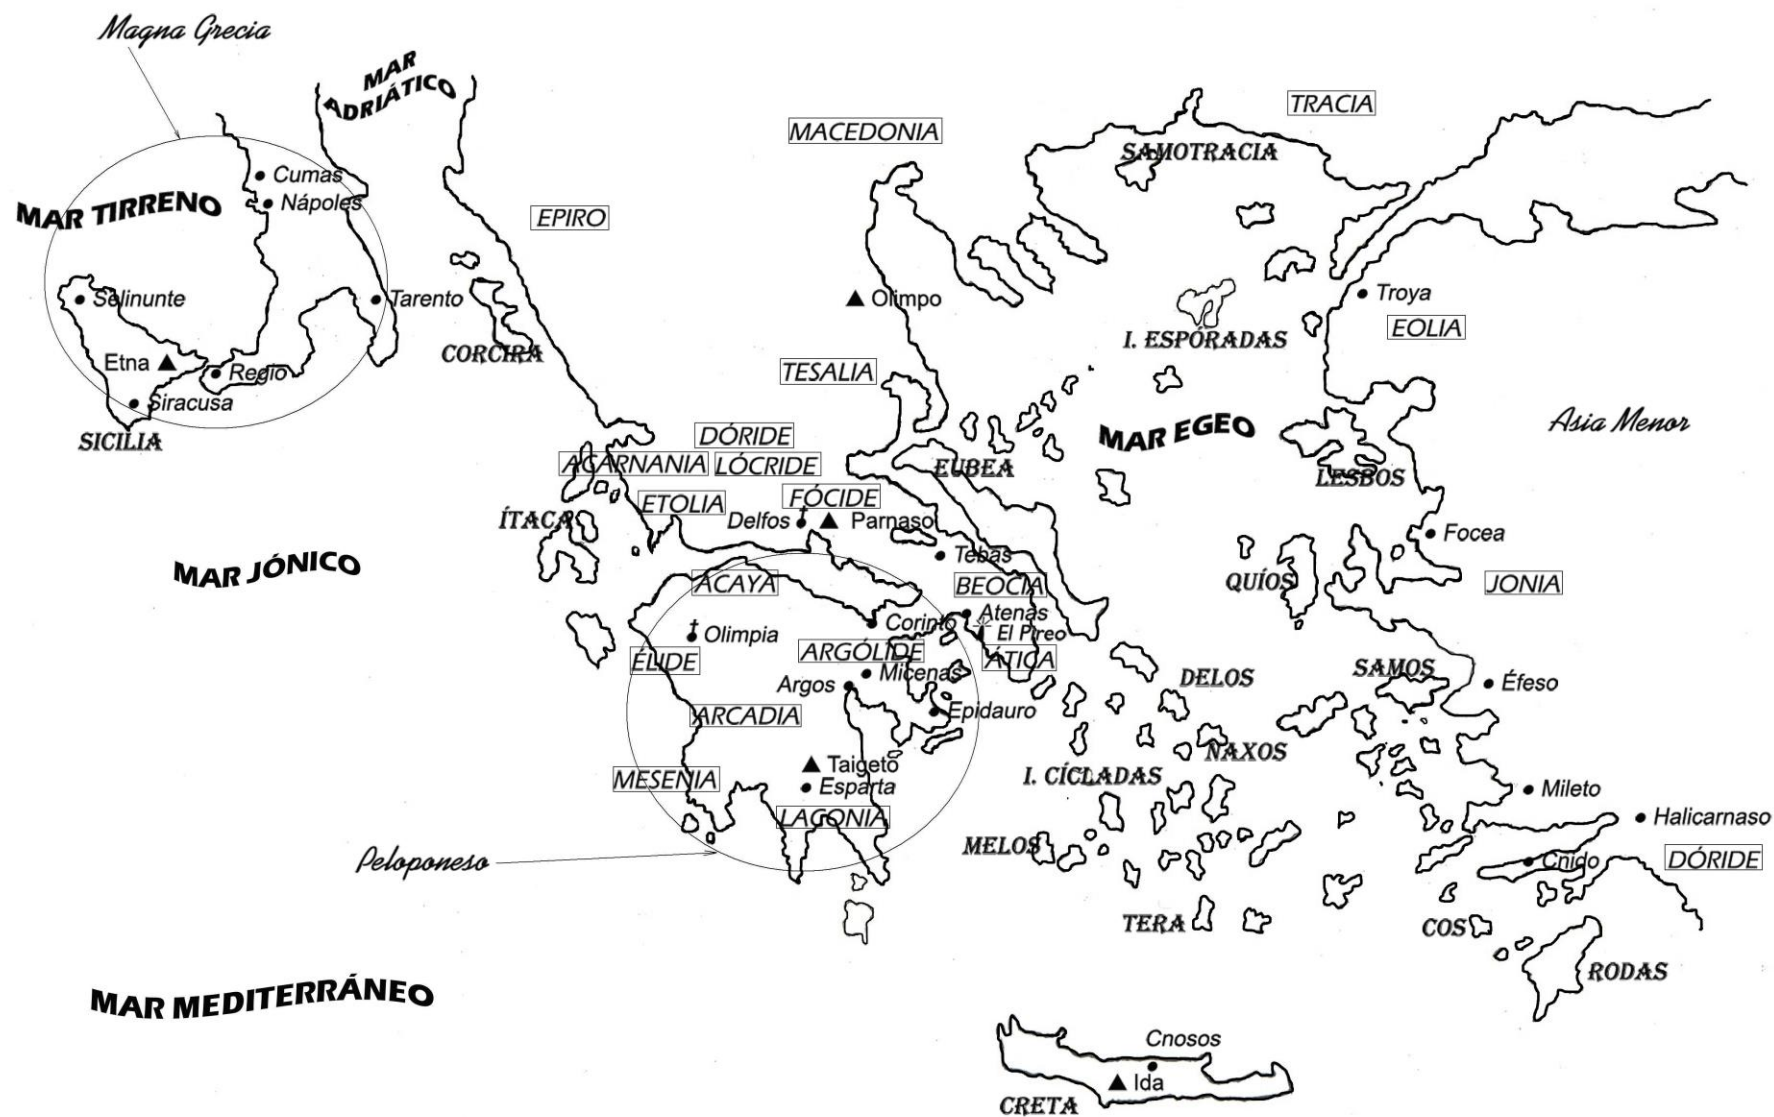 Magna Grecia
MAR
ADRIÁTICO
TRACIA
MACEDONIA
SAMOTRACIA
Cumas
MAR TIRRENO
Nápoles
EPIRO
Selinunte
Tarento
Olimpo
Troya
EOLIA
I. ESPÓRADAS
CORCIRA
Etna
Regio
TESALIA
Siracusa
SICILIA
Asia Menor
MAR EGEO
DÓRIDE
ACARNANIA
LÓCRIDE
EUBEA
LESBOS
FÓCIDE
ETOLIA
ÍTACA
Delfos
Parnaso
Focea
Tebas
MAR JÓNICO
ACAYA
BEOCIA
QUÍOS
JONIA
Atenas
Corinto
El Pireo
Olimpia
ARGÓLIDE
ÉLIDE
ÁTICA
Micenas
DELOS
SAMOS
Argos
Éfeso
ARCADIA
Epidauro
NAXOS
Taigeto
MESENIA
I. CÍCLADAS
Esparta
Mileto
LACONIA
Halicarnaso
MELOS
Peloponeso
Cnido
DÓRIDE
TERA
COS
RODAS
MAR MEDITERRÁNEO
Cnosos
Ida
CRETA